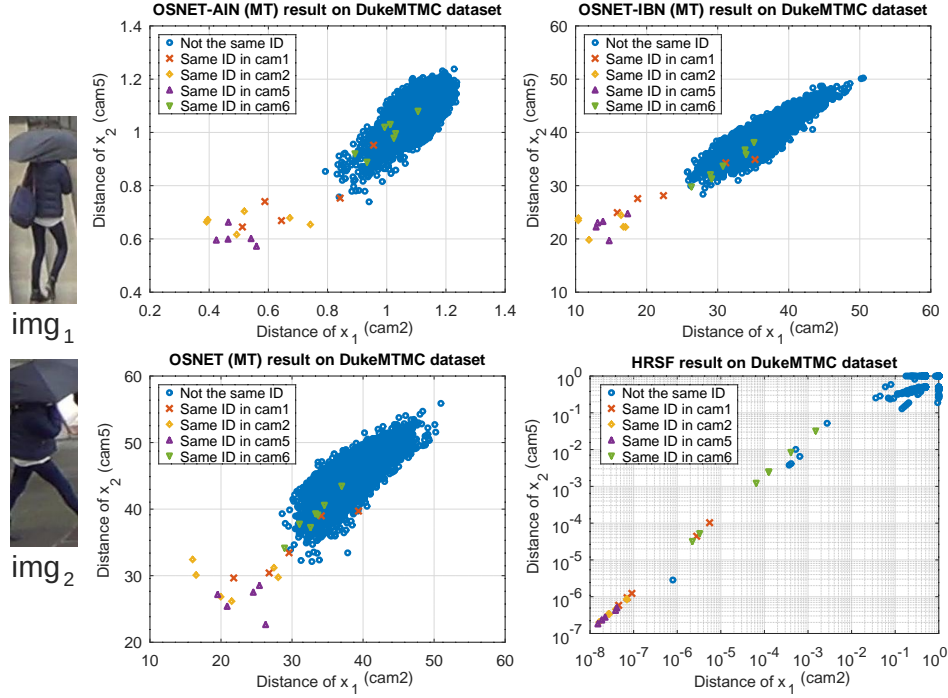 OSNET-AIN (MT) result on DukeMTMC dataset
1.4
1.2
1
0.8
0.6
0.4
Distance of x2 (cam5)
Not the same ID
Same ID in cam1
Same ID in cam2
Same ID in cam5
Same ID in cam6
0.2 0.4 0.6 0.8 1 1.2 1.4
Distance of x1 (cam2)
OSNET-IBN (MT) result on DukeMTMC dataset
60
50
40
30
20
10
Distance of x2 (cam5)
Not the same ID
Same ID in cam1
Same ID in cam2
Same ID in cam5
Same ID in cam6
10 20 30 40 50 60
Distance of x1 (cam2)
img1
OSNET (MT) result on DukeMTMC dataset
60
50
40
30
20
Distance of x2 (cam5)
Not the same ID
Same ID in cam1
Same ID in cam2
Same ID in cam5
Same ID in cam6
10 20 30 40 50 60
Distance of x1 (cam2)
HRSF result on DukeMTMC dataset
10^0
10^-1
10^-2
10^-3
10^-4
10^-5
10^-6
10^-7
Distance of x2 (cam5)
Not the same ID
Same ID in cam1
Same ID in cam2
Same ID in cam5
Same ID in cam6
10^-8 10^-7 10^-6 10^-5 10^-4 10^-3 10^-2 10^-1 10^0
Distance of x1 (cam2)
img2